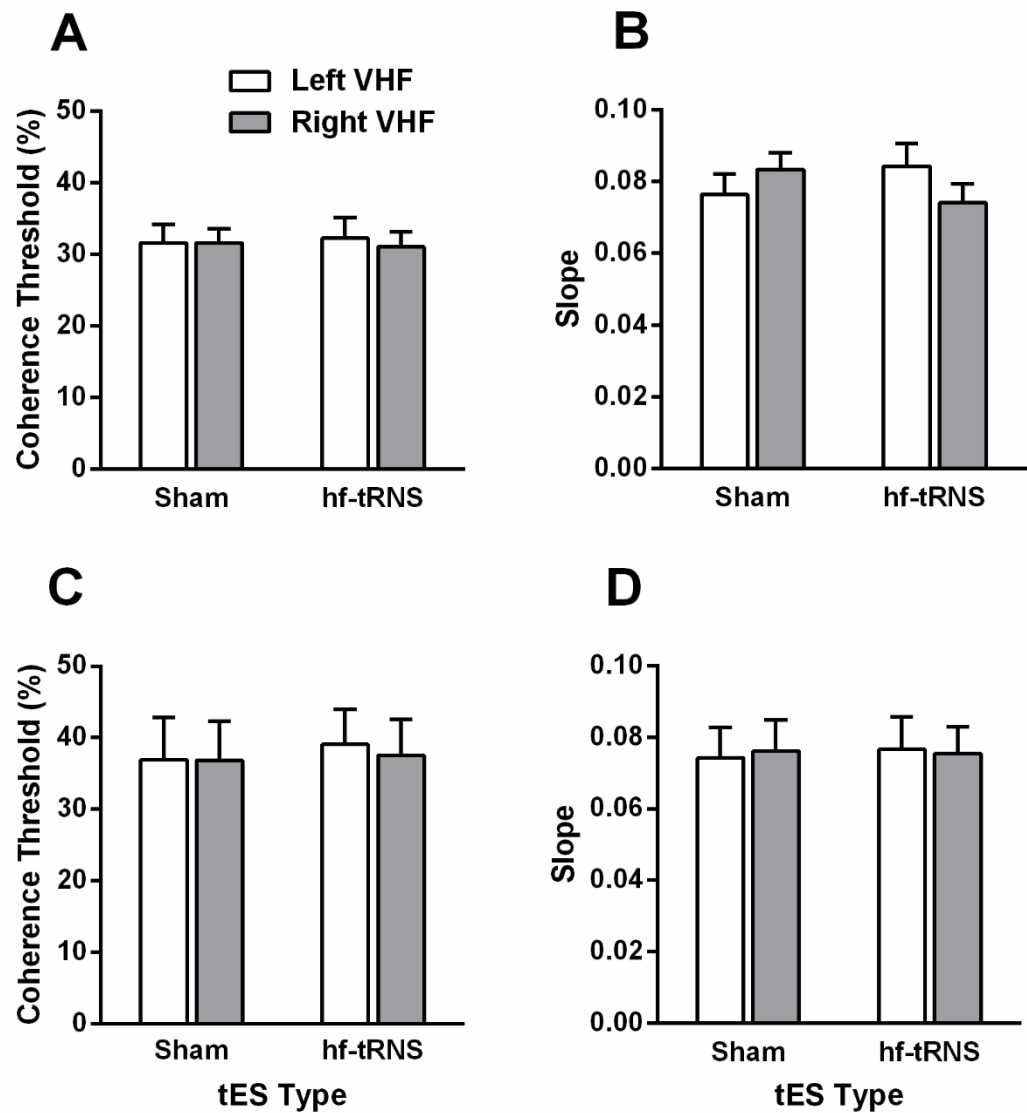 A
Left VHF
Right VHF
Coherence Threshold (%)
50
40
30
20
10
0
Sham hf-tRNS
B
Slope
0.10
0.08
0.06
0.04
0.02
0.00
Sham hf-tRNS
C
Coherence Threshold (%)
50
40
30
20
10
0
Sham hf-tRNS
tES Type
D
Slope
0.10
0.08
0.06
0.04
0.02
0.00
Sham hf-tRNS
tES Type